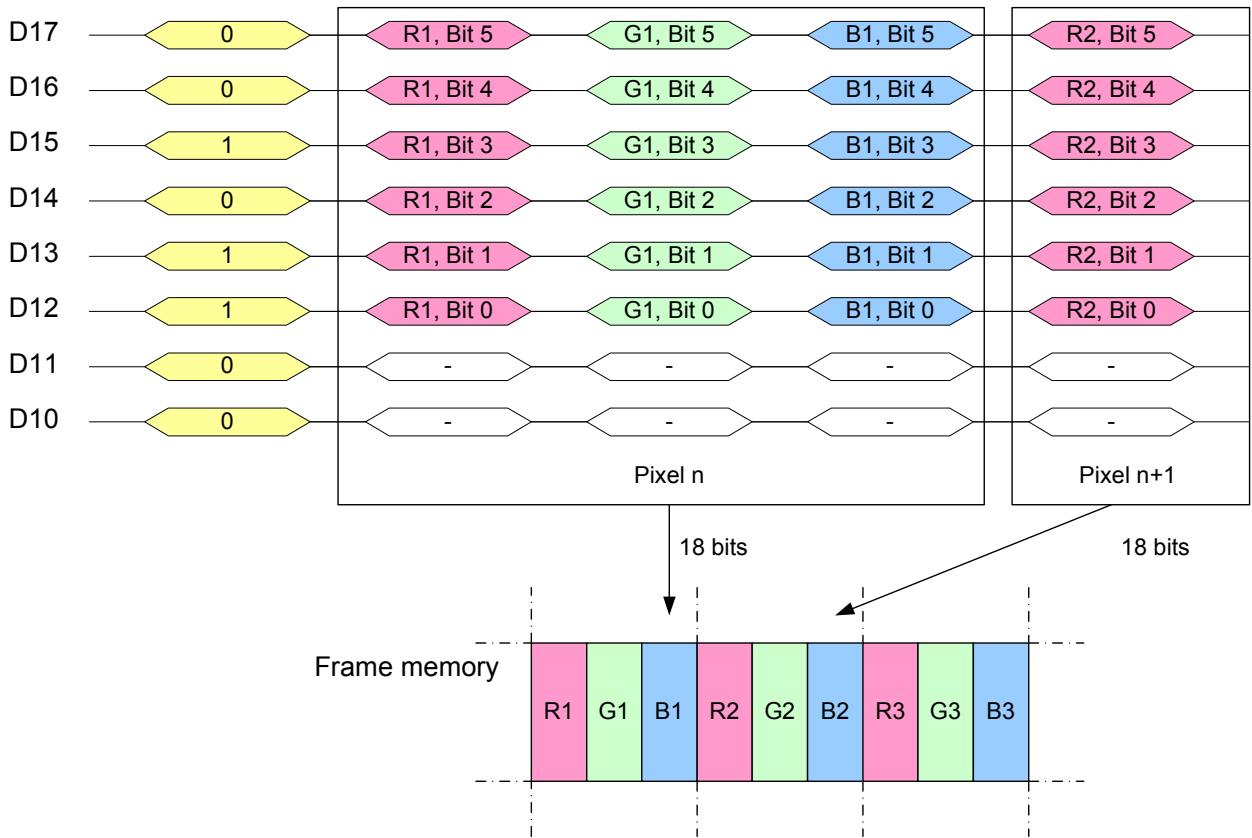 D17 0 R1, Bit 5 G1, Bit 5 B1, Bit 5 R2, Bit 5
D16 0 R1, Bit 4 G1, Bit 4 B1, Bit 4 R2, Bit 4
D15 1 R1, Bit 3 G1, Bit 3 B1, Bit 3 R2, Bit 3
D14 0 R1, Bit 2 G1, Bit 2 B1, Bit 2 R2, Bit 2
D13 1 R1, Bit 1 G1, Bit 1 B1, Bit 1 R2, Bit 1
D12 1 R1, Bit 0 G1, Bit 0 B1, Bit 0 R2, Bit 0
D11 0 - - - -
D10 0 - - - -
Pixel n Pixel n+1
18 bits 18 bits
Frame memory
R1 G1 B1 R2 G2 B2 R3 G3 B3